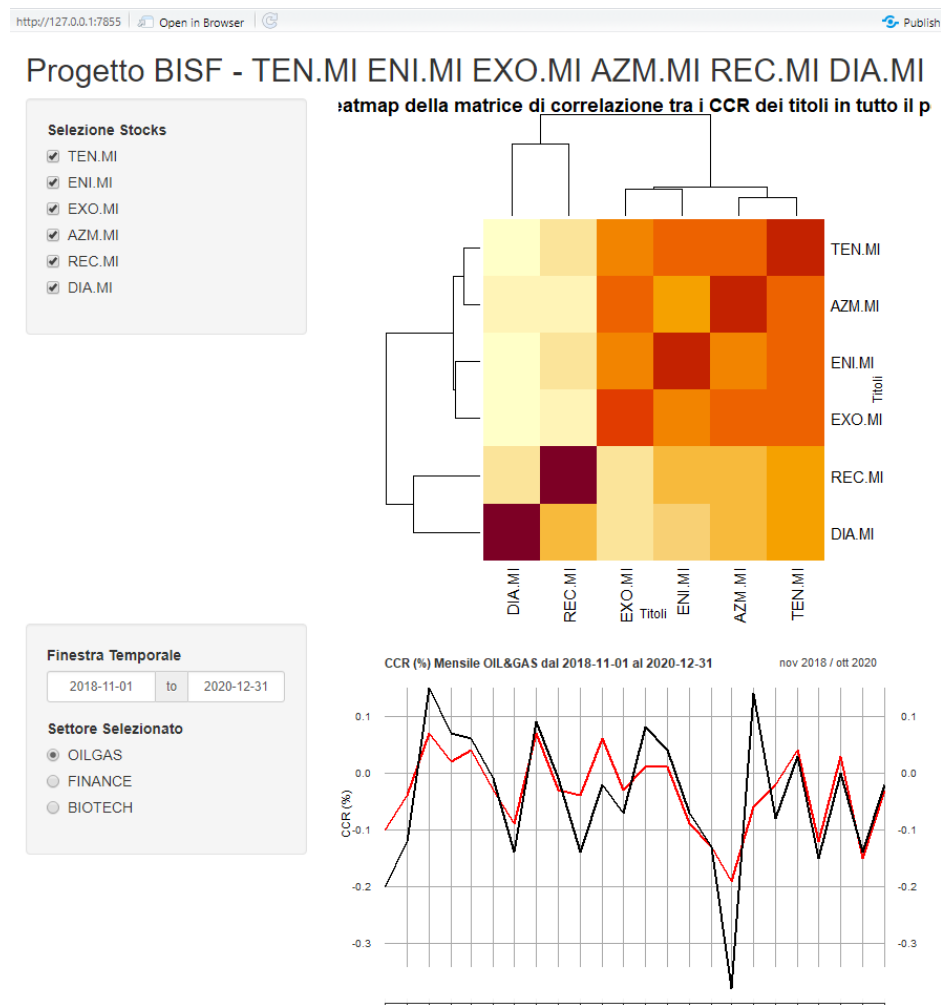 http://127.0.0.1:7855 Open in Browser Publish
Progetto BISF - TEN.MI ENI.MI EXO.MI AZM.MI REC.MI DIA.MI
Selezione Stocks
TEN.MI
ENI.MI
EXO.MI
AZM.MI
REC.MI
DIA.MI
eatmap della matrice di correlazione tra i CCR dei titoli in tutto il p
TEN.MI
AZM.MI
ENI.MI
EXO.MI
REC.MI
DIA.MI
Titoli
DIA.MI
REC.MI
EXO.MI
ENI.MI
AZM.MI
TEN.MI
Titoli
Finestra Temporale
2018-11-01 to 2020-12-31
Settore Selezionato
OILGAS
FINANCE
BIOTECH
CCR (%) Mensile OIL&GAS dal 2018-11-01 al 2020-12-31 nov 2018 / ott 2020
CCR (%)
0.1 0.1
0.0 0.0
-0.1 -0.1
-0.2 -0.2
-0.3 -0.3